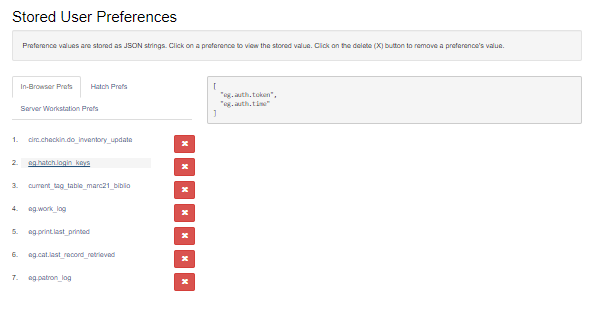 Stored User Preferences
Preference values are stored as JSON strings. Click on a preference to view the stored value. Click on the delete (X) button to remove a preference's value.
In-Browser Prefs
Hatch Prefs
Server Workstation Prefs
[
"eg.auth.token",
"eg.auth.time"
]
1. circ.checkin.do_inventory_update
2. eg.hatch.login_keys
3. current_tag_table_marc21_biblio
4. eg.work_log
5. eg.print.last_printed
6. eg.cat.last_record_retrieved
7. eg.patron_log